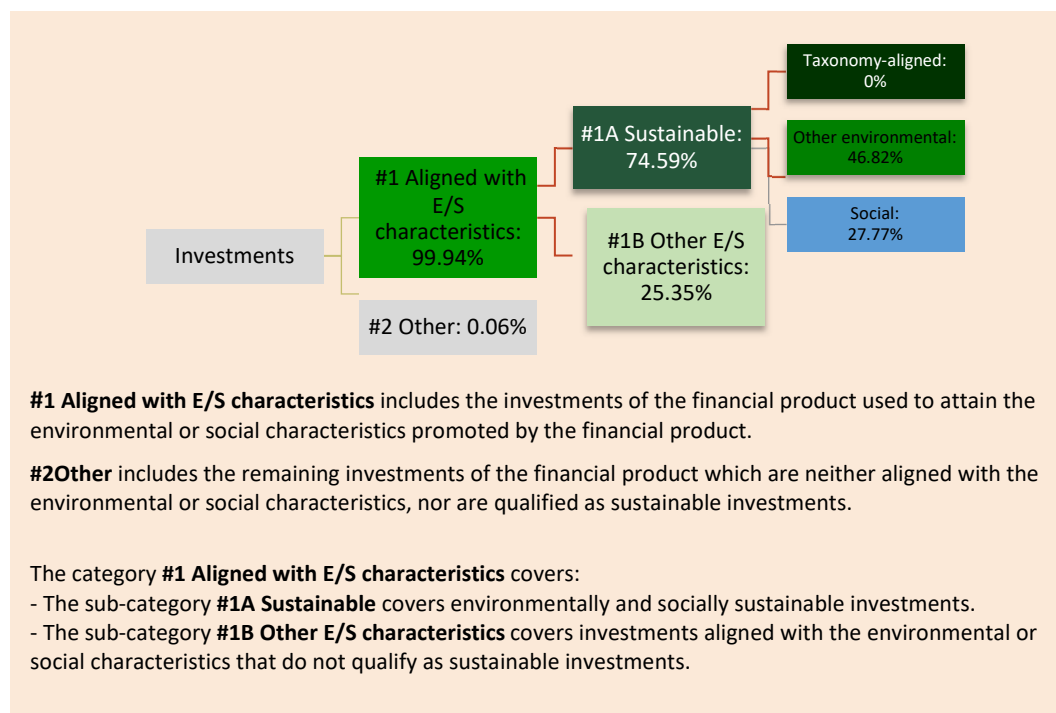 Taxonomy-aligned:
0%
#1A Sustainable:
74.59%
Other environmental:
46.82%
#1 Aligned with
E/S
characteristics:
99.94%
Social:
27.77%
Investments
#1B Other E/S
characteristics:
25.35%
#2 Other: 0.06%
#1 Aligned with E/S characteristics includes the investments of the financial product used to attain the
environmental or social characteristics promoted by the financial product.
#2Other includes the remaining investments of the financial product which are neither aligned with the
environmental or social characteristics, nor are qualified as sustainable investments.
The category #1 Aligned with E/S characteristics covers:
- The sub-category #1A Sustainable covers environmentally and socially sustainable investments.
- The sub-category #1B Other E/S characteristics covers investments aligned with the environmental or
social characteristics that do not qualify as sustainable investments.